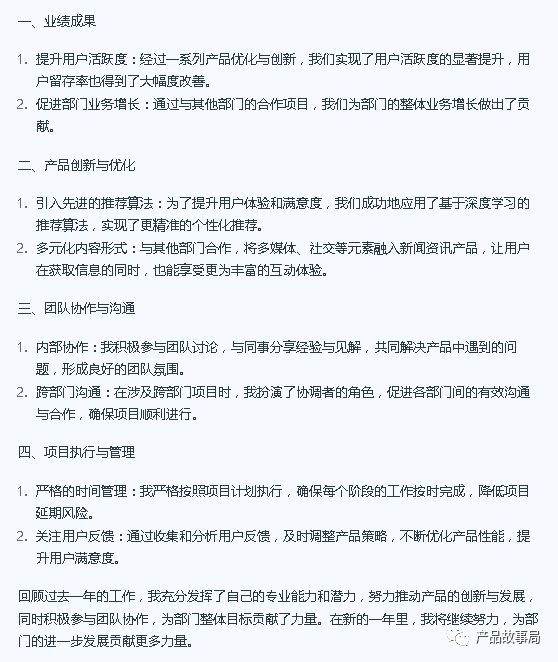 一、业绩成果
1. 提升用户活跃度：经过一系列产品优化与创新，我们实现了用户活跃度的显著提升，用
户留存率也得到了大幅度改善。
2. 促进部门业务增长：通过与其他部门的合作项目，我们为部门的整体业务增长做出了贡
献。
二、产品创新与优化
1. 引入先进的推荐算法：为了提升用户体验和满意度，我们成功地应用了基于深度学习的
推荐算法，实现了更精准的个性化推荐。
2. 多元化内容形式：与其他部门合作，将多媒体、社交等元素融入新闻资讯产品，让用户
在获取信息的同时，也能享受更为丰富的互动体验。
三、团队协作与沟通
1. 内部协作：我积极参与团队讨论，与同事分享经验与见解，共同解决产品中遇到的问
题，形成良好的团队氛围。
2. 跨部门沟通：在涉及跨部门项目时，我扮演了协调者的角色，促进各部门间的有效沟通
与合作，确保项目顺利进行。
四、项目执行与管理
1. 严格的时间管理：我严格按照项目计划执行，确保每个阶段的工作按时完成，降低项目
延期风险。
2. 关注用户反馈：通过收集和分析用户反馈，及时调整产品策略，不断优化产品性能，提
升用户满意度。
回顾过去一年的工作，我充分发挥了自己的专业能力和潜力，努力推动产品的创新与发展，
同时积极参与团队协作，为部门整体目标贡献了力量。在新的一年里，我将继续努力，为部
门的进一步发展贡献更多力量。
产品故事局